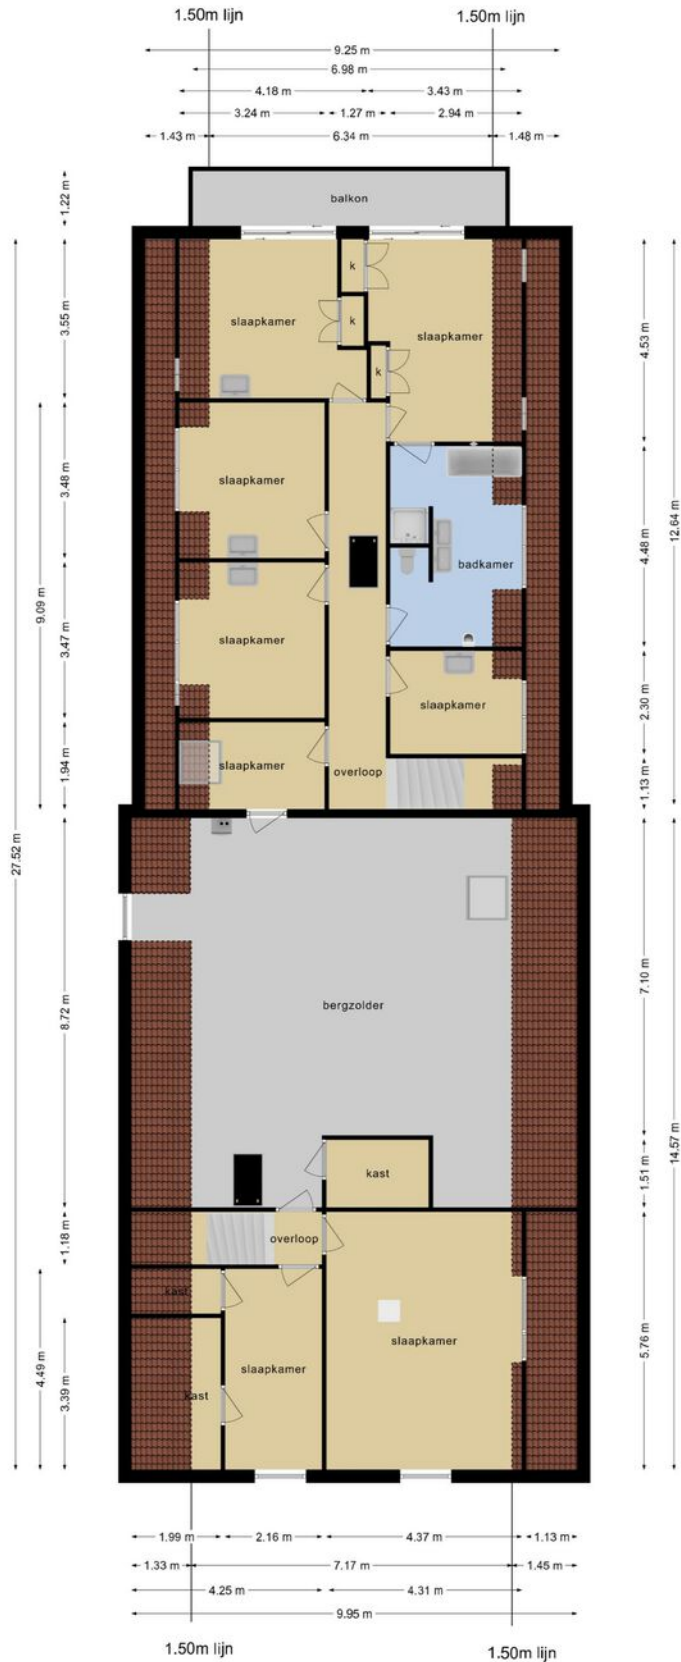 1.50m lijn 1.50m lijn
9.25 m
6.98 m
4.18 m 3.43 m
3.24 m 1.27 m 2.94 m
1.43 m 6.34 m 1.48 m
1.22 m
balkon
3.55 m
k
k
slaapkamer
slaapkamer
k
4.53 m
3.48 m
slaapkamer
9.09 m
12.64 m
4.48 m
badkamer
3.47 m
slaapkamer
2.30 m
slaapkamer
1.94 m
slaapkamer
overloop
1.13 m
27.52 m
8.72 m
7.10 m
bergzolder
14.57 m
kast
1.51 m
1.18 m
overloop
kast
slaapkamer
5.76 m
4.49 m
3.39 m
slaapkamer
kast
1.99 m 2.16 m 4.37 m 1.13 m
1.33 m 7.17 m 1.45 m
4.25 m 4.31 m
9.95 m
1.50m lijn 1.50m lijn